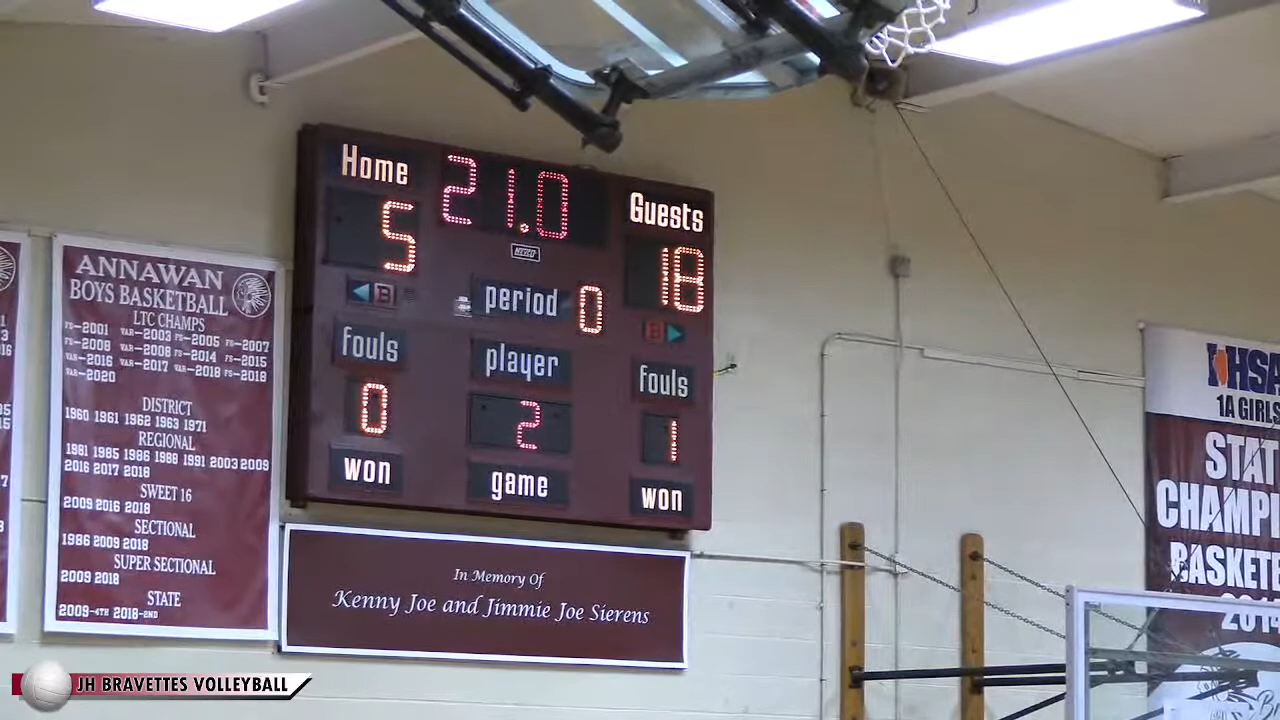 Home
21.0
Guests
5
18
B
period
0
B
fouls
player
fouls
0
2
1
won
game
won
ANNAWAN
BOYS BASKETBALL
LTC CHAMPS
FS-2001 VAR-2003 FS-2005 FS-2007
FS-2008 VAR-2008 FS-2014 FS-2015
VAR-2016 VAR-2017 VAR-2018 FS-2018
VAR-2020
DISTRICT
1960 1961 1962 1963 1971
REGIONAL
1981 1985 1986 1988 1991 2003 2009
2016 2017 2018
SWEET 16
2009 2016 2018
SECTIONAL
1986 2009 2018
SUPER SECTIONAL
2009 2018
STATE
2009-4TH 2018-2ND
In Memory Of
Kenny Joe and Jimmie Joe Sierens
IHSA
1A GIRLS
STAT
CHAMPI
BASKETB
2014
JH BRAVETTES VOLLEYBALL